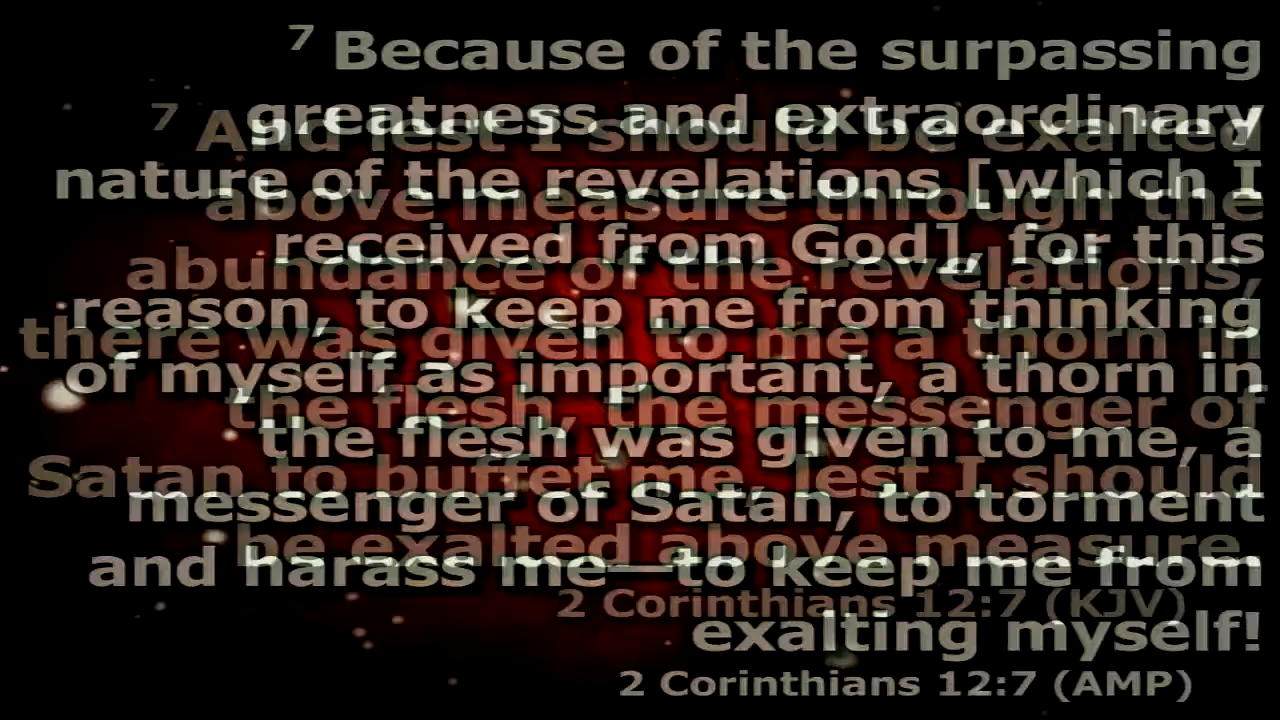 7 Because of the surpassing
greatness and extraordinary
nature of the revelations [which I
received from God], for this
reason, to keep me from thinking
of myself as important, a thorn in
the flesh was given to me, a
messenger of Satan, to torment
and harass me—to keep me from
exalting myself!
2 Corinthians 12:7 (AMP)
7 And lest I should be exalted
above measure through the
abundance of the revelations,
there was given to me a thorn in
the flesh, the messenger of
Satan to buffet me, lest I should
be exalted above measure.
2 Corinthians 12:7 (KJV)